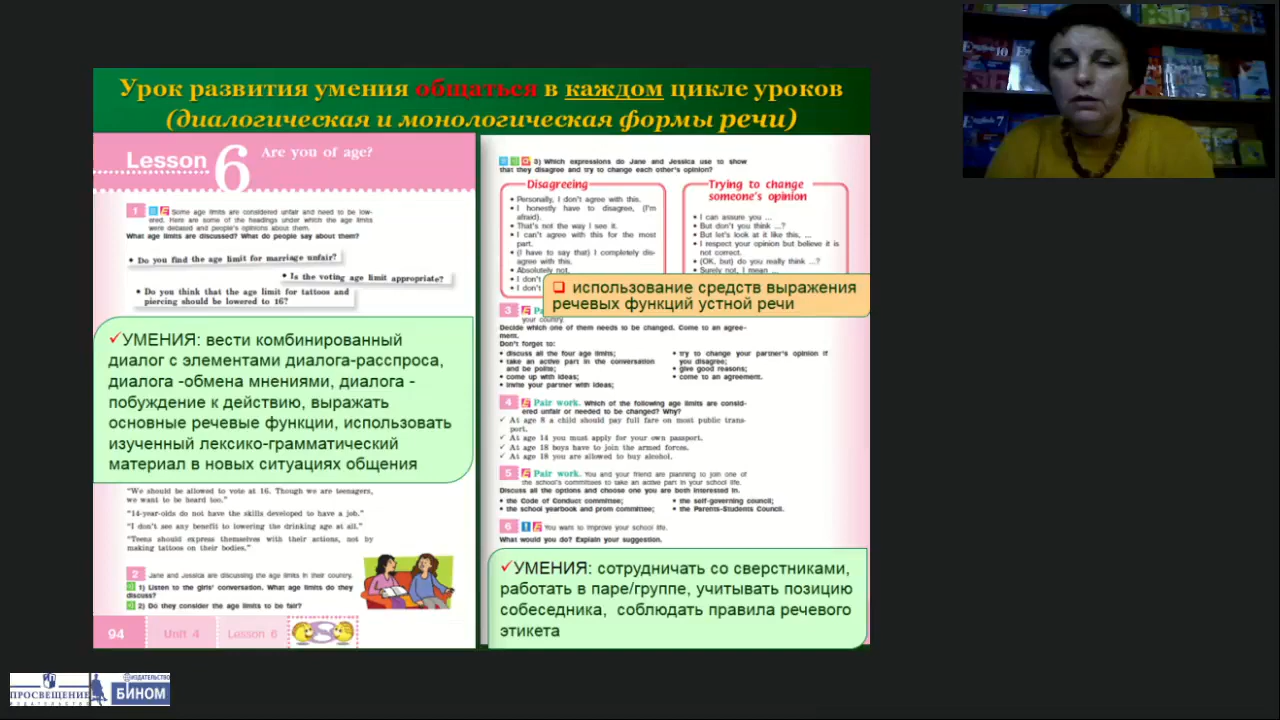 Урок развития умения общаться в каждом цикле уроков
(диалогическая и монологическая формы речи)
Lesson 6
Are you of age?
1 Some age limits are considered unfair and need to be low-
ered. Here are some of the headings under which the age limits
were debated and people's opinions about them.
What age limits are discussed? What do people say about them?
• Do you find the age limit for marriage unfair?
• Is the voting age limit appropriate?
• Do you think that the age limit for tattoos and
piercing should be lowered to 16?
✓УМЕНИЯ: вести комбинированный
диалог с элементами диалога-расспроса,
диалога -обмена мнениями, диалога -
побуждение к действию, выражать
основные речевые функции, использовать
изученный лексико-грамматический
материал в новых ситуациях общения
"We should be allowed to vote at 16. Though we are teenagers,
we want to be heard too."
"14-year-olds do not have the skills developed to have a job."
"I don't see any benefit to lowering the drinking age at all."
"Teens should express themselves with their actions, not by
making tattoos on their bodies."
2 Jane and Jessica are discussing the age limits in their country.
1) Listen to the girls' conversation. What age limits do they
discuss?
2) Do they consider the age limits to be fair?
94 Unit 4 Lesson 6
3) Which expressions do Jane and Jessica use to show
that they disagree and try to change each other's opinion?
Disagreeing
• Personally, I don't agree with this.
• I honestly have to disagree, (I'm
afraid).
• That's not the way I see it.
• I can't agree with this for the most
part.
• (I have to say that) I completely dis-
agree with this.
• Absolutely not.
• I don't
• I don't
Trying to change
someone's opinion
• I can assure you ...
• But don't you think ...?
• But let's look at it like this, ...
• I respect your opinion but believe it is
not correct.
• (OK, but) do you really think ...?
• Surely not, I mean ...
❑ использование средств выражения
речевых функций устной речи
3
your country.
Decide which one of them needs to be changed. Come to an agree-
ment.
Don't forget to:
• discuss all the four age limits;
• take an active part in the conversation
and be polite;
• come up with ideas;
• invite your partner with ideas;
• try to change your partner's opinion if
you disagree;
• give good reasons;
• come to an agreement.
4 Pair work. Which of the following age limits are consid-
ered unfair or needed to be changed? Why?
✓ At age 8 a child should pay full fare on most public trans-
port.
✓ At age 14 you must apply for your own passport.
✓ At age 18 boys have to join the armed forces.
✓ At age 18 you are allowed to buy alcohol.
5 Pair work. You and your friend are planning to join one of
the school's committees to take an active part in your school life.
Discuss all the options and choose one you are both interested in.
• the Code of Conduct committee;
• the school yearbook and prom committee;
• the self-governing council;
• the Parents-Students Council.
6 You want to improve your school life.
What would you do? Explain your suggestion.
✓УМЕНИЯ: сотрудничать со сверстниками,
работать в паре/группе, учитывать позицию
собеседника, соблюдать правила речевого
этикета
ПРОСВЕЩЕНИЕ
ИЗДАТЕЛЬСТВО
ИЗДАТЕЛЬСТВО
БИНОМ
English 10
English 7